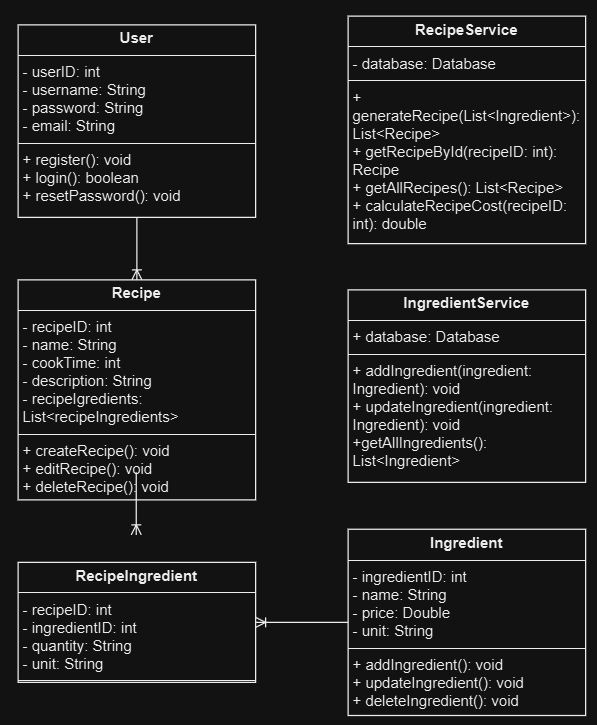 User
- userID: int
- username: String
- password: String
- email: String
+ register(): void
+ login(): boolean
+ resetPassword(): void
RecipeService
- database: Database
+
generateRecipe(List<Ingredient>):
List<Recipe>
+ getRecipeById(recipeID: int):
Recipe
+ getAllRecipes(): List<Recipe>
+ calculateRecipeCost(recipeID:
int): double
Recipe
- recipeID: int
- name: String
- cookTime: int
- description: String
- recipeIgredients:
List<recipeIngredients>
+ createRecipe(): void
+ editRecipe(): void
+ deleteRecipe(): void
IngredientService
+ database: Database
+ addIngredient(ingredient:
Ingredient): void
+ updateIngredient(ingredient:
Ingredient): void
+getAllIngredients():
List<Ingredient>
RecipeIngredient
- recipeID: int
- ingredientID: int
- quantity: String
- unit: String
Ingredient
- ingredientID: int
- name: String
- price: Double
- unit: String
+ addIngredient(): void
+ updateIngredient(): void
+ deleteIngredient(): void